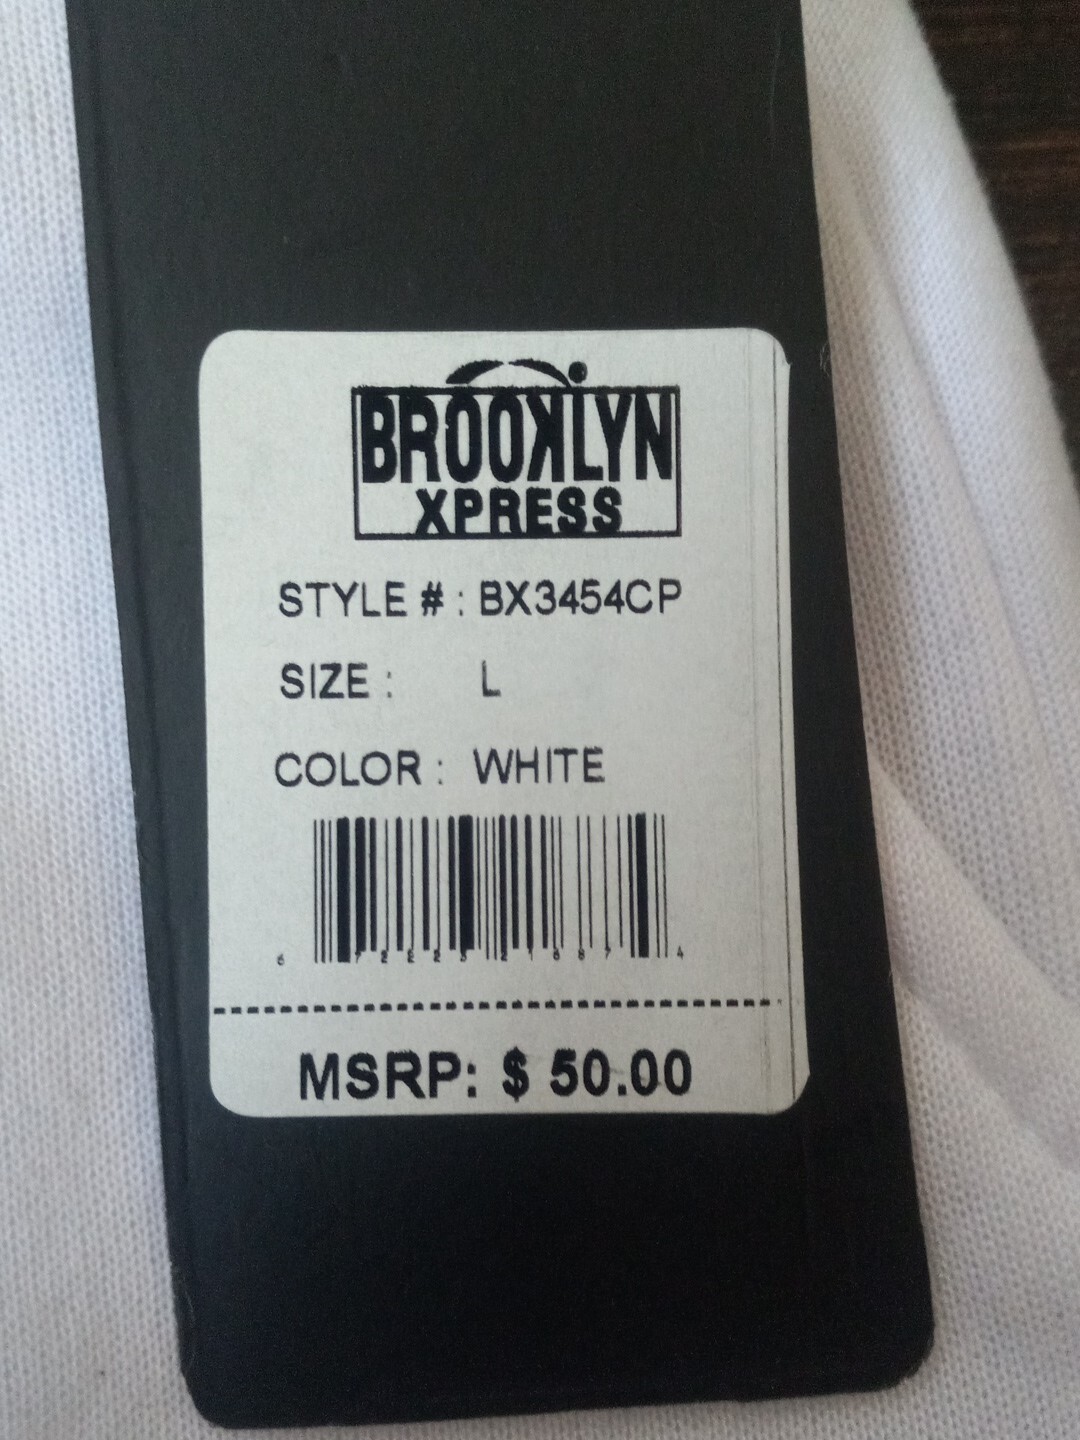 BROOKLYN
XPRESS
STYLE # : BX3454CP
SIZE : L
COLOR : WHITE
MSRP: $ 50.00